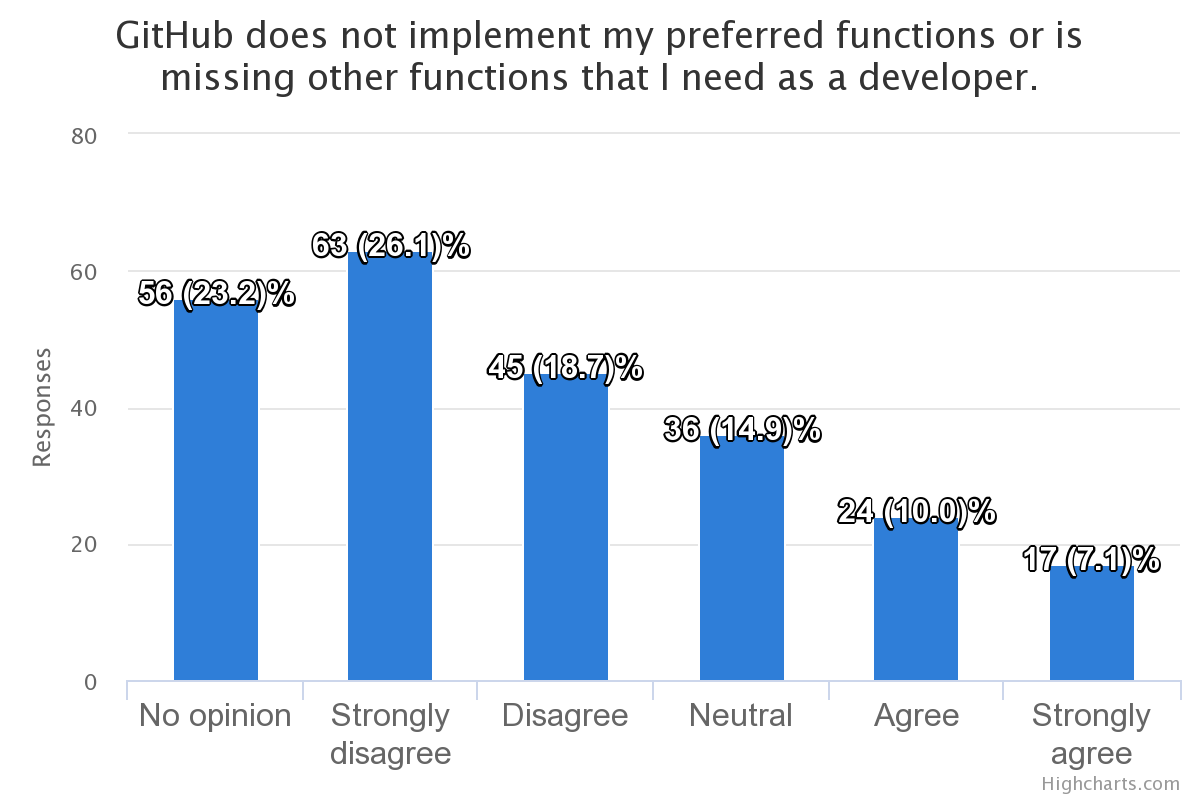 GitHub does not implement my preferred functions or is
missing other functions that I need as a developer.
80
60
40
20
0
Responses
56 (23.2)%
63 (26.1)%
45 (18.7)%
36 (14.9)%
24 (10.0)%
17 (7.1)%
No opinion
Strongly
disagree
Disagree
Neutral
Agree
Strongly
agree
Highcharts.com